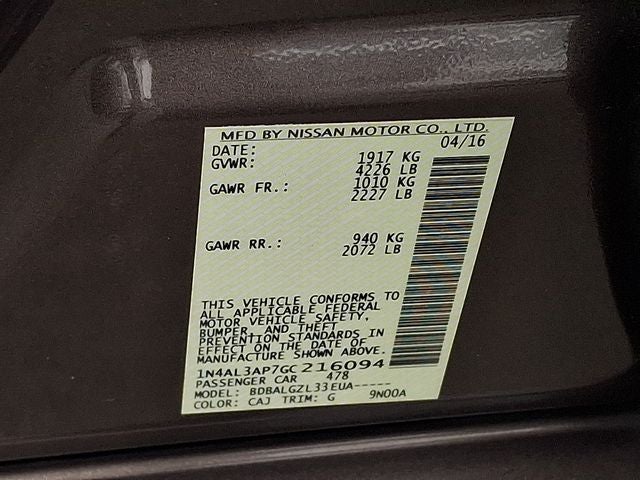 MFD BY NISSAN MOTOR CO., LTD.
DATE: 04/16
GVWR: 1917 KG
4226 LB
GAWR FR.: 1010 KG
2227 LB
GAWR RR.: 940 KG
2072 LB
THIS VEHICLE CONFORMS TO
ALL APPLICABLE FEDERAL
MOTOR VEHICLE SAFETY,
BUMPER, AND THEFT
PREVENTION STANDARDS IN
EFFECT ON THE DATE OF
MANUFACTURE SHOWN ABOVE
1N4AL3AP7GC216094
PASSENGER CAR 478
MODEL: BDBALGZL33EUA-----
COLOR: CAJ TRIM: G 9N00A